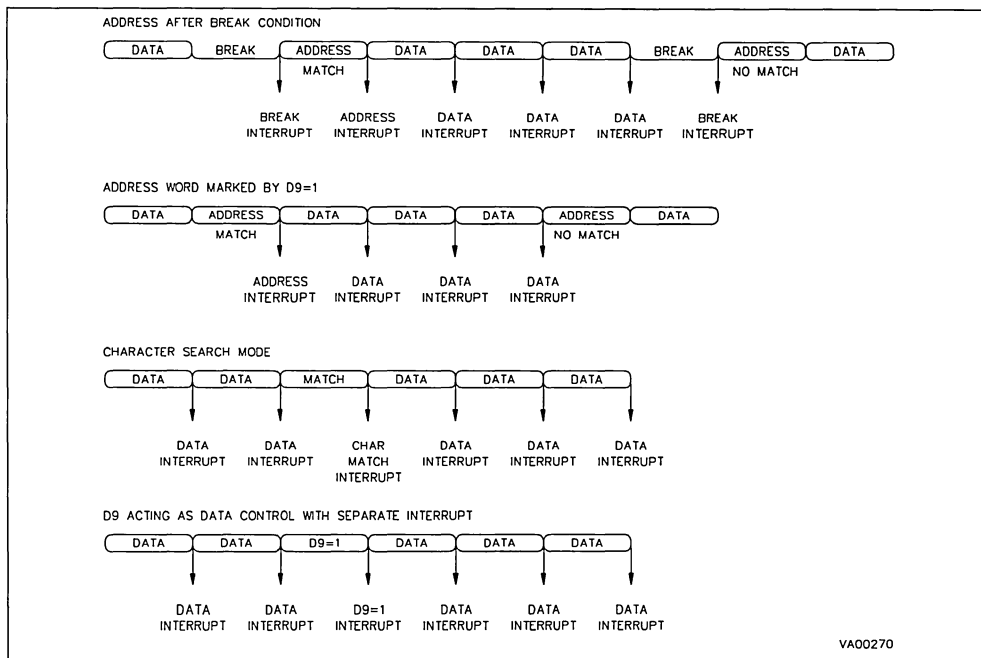 ADDRESS AFTER BREAK CONDITION
DATA BREAK ADDRESS DATA DATA DATA BREAK ADDRESS DATA
MATCH NO MATCH
BREAK ADDRESS DATA DATA DATA BREAK
INTERRUPT INTERRUPT INTERRUPT INTERRUPT INTERRUPT INTERRUPT
ADDRESS WORD MARKED BY D9=1
DATA ADDRESS DATA DATA DATA ADDRESS DATA
MATCH NO MATCH
ADDRESS DATA DATA DATA
INTERRUPT INTERRUPT INTERRUPT INTERRUPT
CHARACTER SEARCH MODE
DATA DATA MATCH DATA DATA DATA
DATA DATA CHAR DATA DATA DATA
INTERRUPT INTERRUPT MATCH INTERRUPT INTERRUPT INTERRUPT
INTERRUPT
D9 ACTING AS DATA CONTROL WITH SEPARATE INTERRUPT
DATA DATA D9=1 DATA DATA DATA
DATA DATA D9=1 DATA DATA DATA
INTERRUPT INTERRUPT INTERRUPT INTERRUPT INTERRUPT INTERRUPT
VA00270